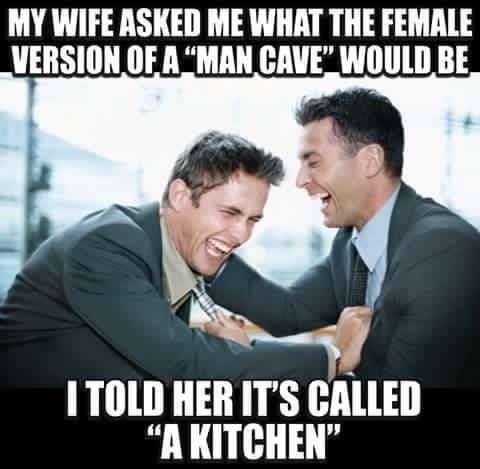 MY WIFE ASKED ME WHAT THE FEMALE
VERSION OF A “MAN CAVE” WOULD BE
I TOLD HER IT'S CALLED
“A KITCHEN”